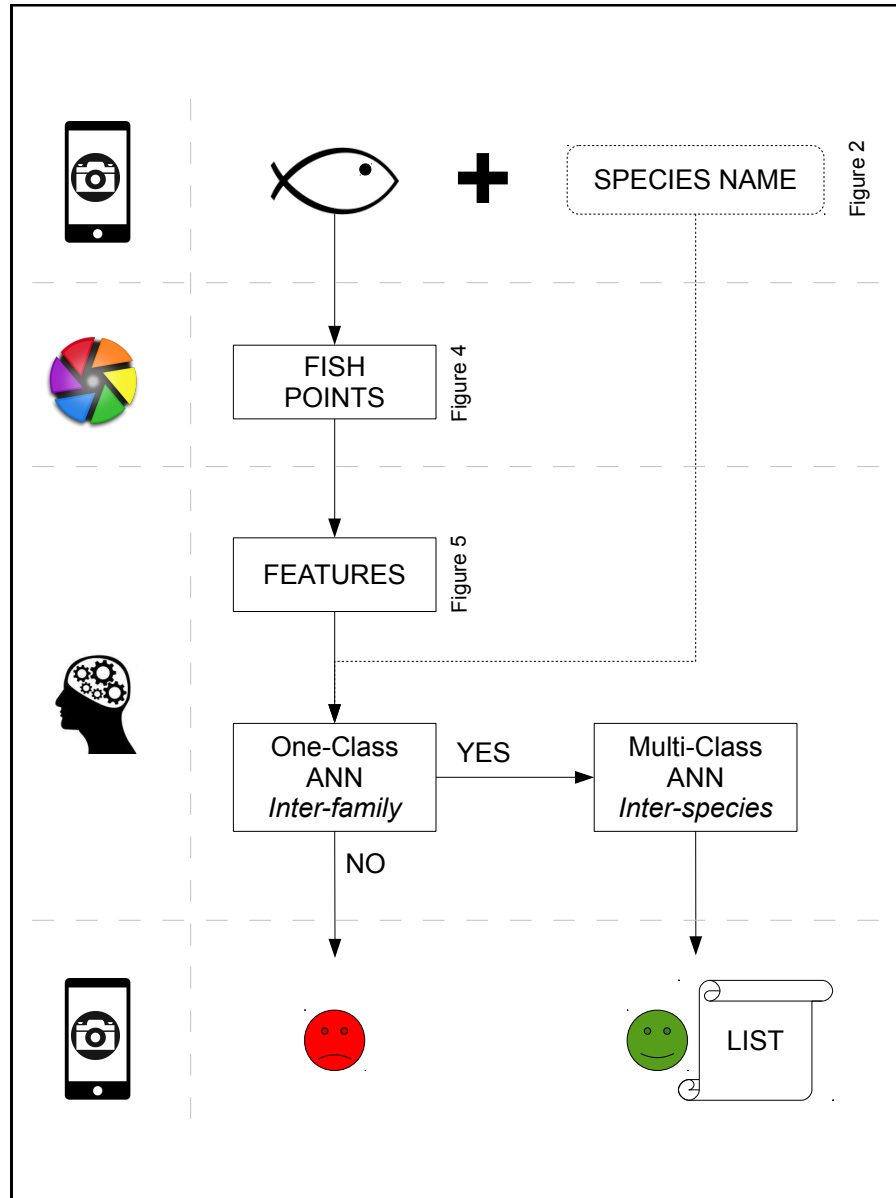 SPECIES NAME
Figure 2
FISH
POINTS
Figure 4
FEATURES
Figure 5
One-Class
ANN
Inter-family
YES
Multi-Class
ANN
Inter-species
NO
LIST